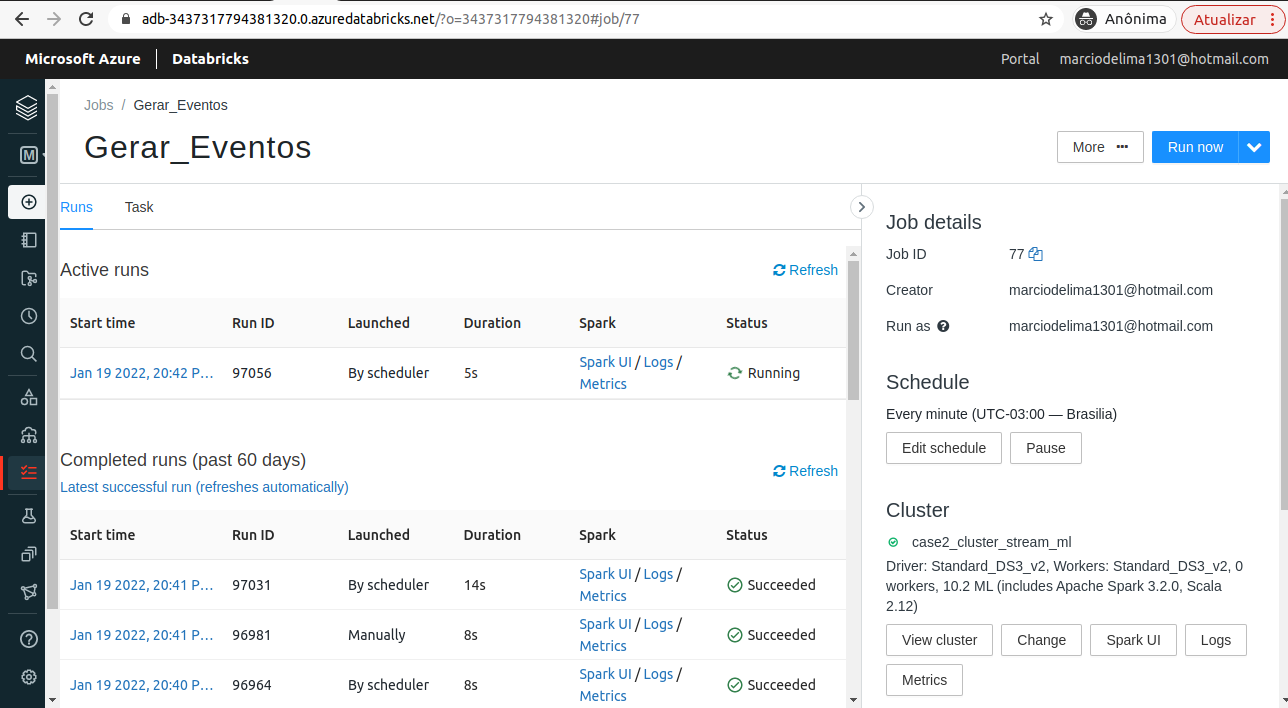 adb-3437317794381320.0.azuredatabricks.net/?o=3437317794381320#job/77
Anônima
Atualizar
Microsoft Azure
Databricks
Portal
marciodelima1301@hotmail.com
M
Jobs / Gerar_Eventos
Gerar_Eventos
More ···
Run now
Runs
Task
Active runs
Refresh
Start time Run ID Launched Duration Spark Status
Jan 19 2022, 20:42 P… 97056 By scheduler 5s Spark UI / Logs / Metrics Running
Completed runs (past 60 days)
Refresh
Latest successful run (refreshes automatically)
Start time Run ID Launched Duration Spark Status
Jan 19 2022, 20:41 P… 97031 By scheduler 14s Spark UI / Logs / Metrics Succeeded
Jan 19 2022, 20:41 P… 96981 Manually 8s Spark UI / Logs / Metrics Succeeded
Jan 19 2022, 20:40 P… 96964 By scheduler 8s Spark UI / Logs / Metrics Succeeded
Job details
Job ID 77
Creator marciodelima1301@hotmail.com
Run as ? marciodelima1301@hotmail.com
Schedule
Every minute (UTC-03:00 — Brasilia)
Edit schedule
Pause
Cluster
case2_cluster_stream_ml
Driver: Standard_DS3_v2, Workers: Standard_DS3_v2, 0
workers, 10.2 ML (includes Apache Spark 3.2.0, Scala
2.12)
View cluster
Change
Spark UI
Logs
Metrics